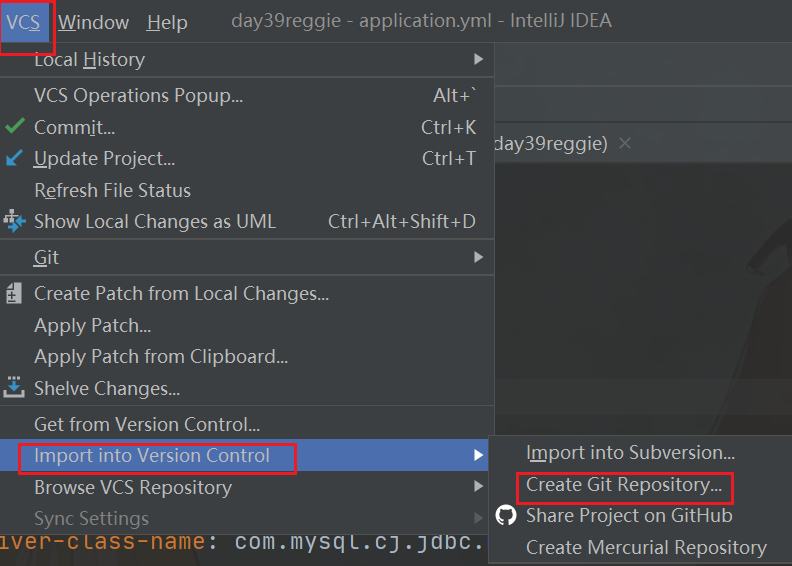 VCS Window Help day39reggie - application.yml - IntelliJ IDEA
Local History
VCS Operations Popup... Alt+`
Commit... Ctrl+K
day39reggie)
Update Project... Ctrl+T
Refresh File Status
Show Local Changes as UML Ctrl+Alt+Shift+D
Git
Create Patch from Local Changes...
Apply Patch...
Apply Patch from Clipboard...
Shelve Changes...
Get from Version Control...
Import into Version Control
Import into Subversion...
Browse VCS Repository
Create Git Repository...
Sync Settings
Share Project on GitHub
iver-class-name: com.mysql.cj.jdbc.
Create Mercurial Repository